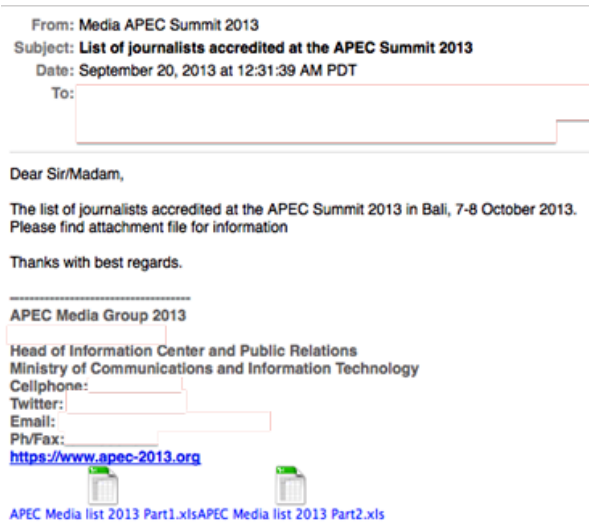 From: Media APEC Summit 2013
Subject: List of journalists accredited at the APEC Summit 2013
Date: September 20, 2013 at 12:31:39 AM PDT
To:
Dear Sir/Madam,
The list of journalists accredited at the APEC Summit 2013 in Bali, 7-8 October 2013.
Please find attachment file for information
Thanks with best regards.
------------------------------------
APEC Media Group 2013
Head of Information Center and Public Relations
Ministry of Communications and Information Technology
Cellphone:
Twitter:
Email:
Ph/Fax:
https://www.apec-2013.org
APEC Media list 2013 Part1.xlsAPEC Media list 2013 Part2.xls